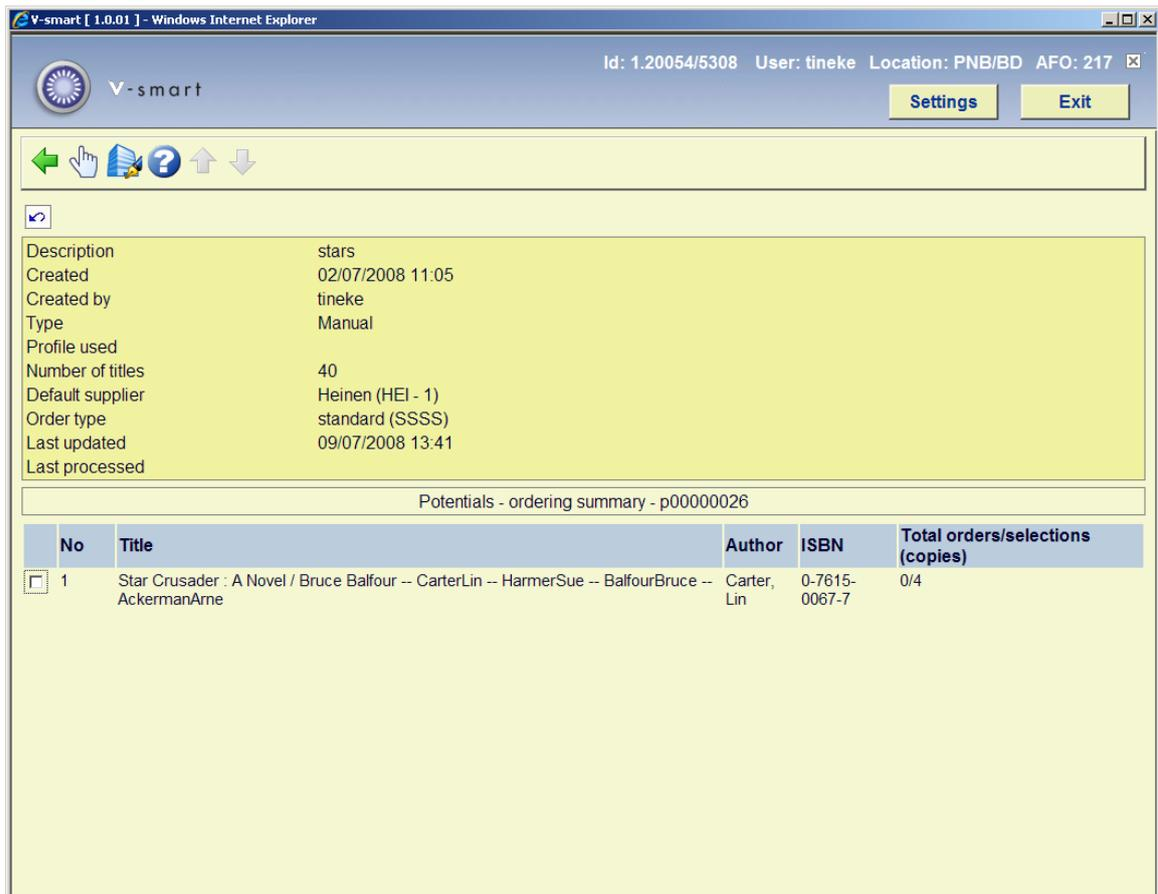 V-smart [ 1.0.01 ] - Windows Internet Explorer
Id: 1.20054/5308 User: tineke Location: PNB/BD AFO: 217
V-smart
Settings Exit
Description stars
Created 02/07/2008 11:05
Created by tineke
Type Manual
Profile used
Number of titles 40
Default supplier Heinen (HEI - 1)
Order type standard (SSSS)
Last updated 09/07/2008 13:41
Last processed
Potentials - ordering summary - p00000026
No Title Author ISBN Total orders/selections
(copies)
1 Star Crusader : A Novel / Bruce Balfour -- CarterLin -- HarmerSue -- BalfourBruce -- Carter, 0-7615- 0/4
AckermanArne Lin 0067-7